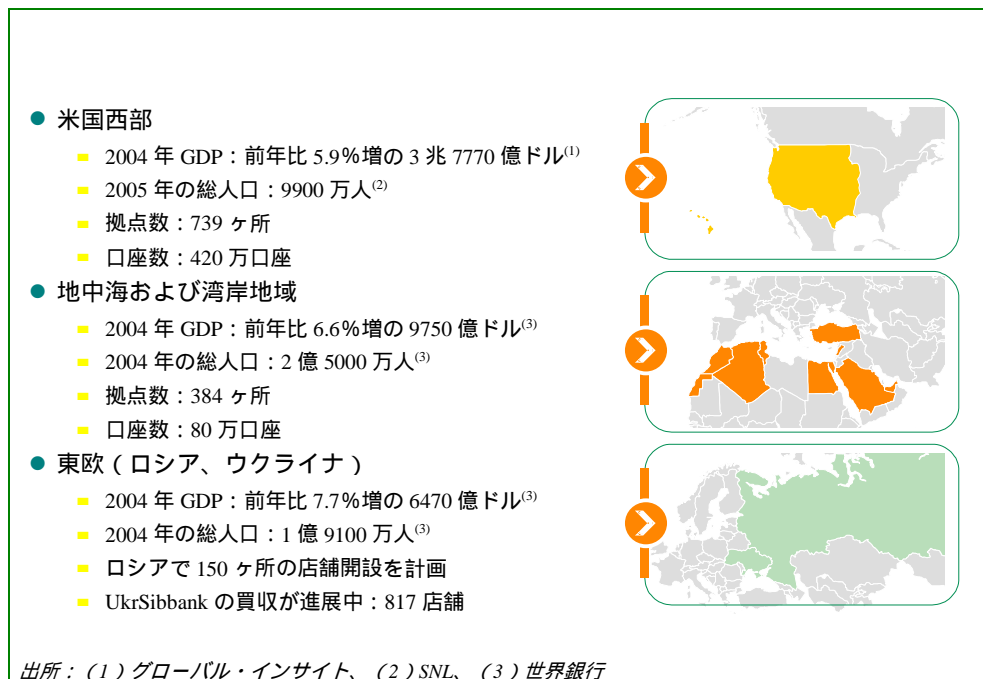 米国西部
2004 年 GDP：前年比 5.9%増の 3 兆 7770 億ドル(1)
2005 年の総人口：9900 万人(2)
拠点数：739 ヶ所
口座数：420 万口座
地中海および湾岸地域
2004 年 GDP：前年比 6.6%増の 9750 億ドル(3)
2004 年の総人口：2 億 5000 万人(3)
拠点数：384 ヶ所
口座数：80 万口座
東欧（ロシア、ウクライナ）
2004 年 GDP：前年比 7.7%増の 6470 億ドル(3)
2004 年の総人口：1 億 9100 万人(3)
ロシアで 150 ヶ所の店舗開設を計画
UkrSibbank の買収が進展中：817 店舗
出所：（1）グローバル・インサイト、（2）SNL、（3）世界銀行